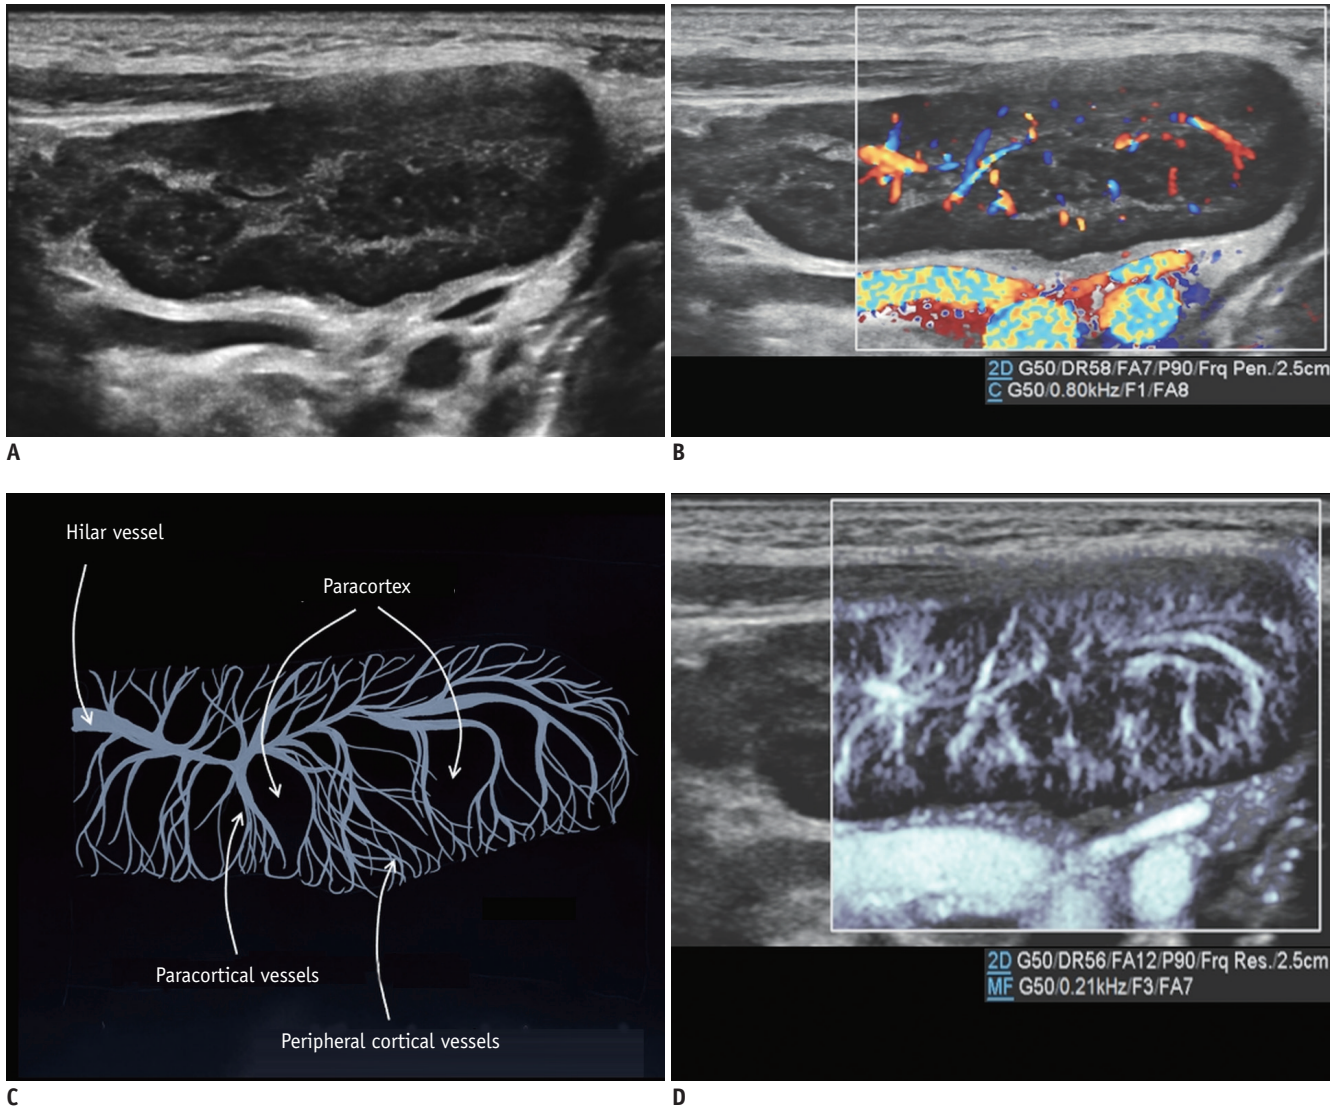 A
B
2D G50/DR58/FA7/P90/Frq Pen./2.5cm
C G50/0.80kHz/F1/FA8
Hilar vessel
Paracortex
Paracortical vessels
Peripheral cortical vessels
C
2D G50/DR56/FA12/P90/Frq Res./2.5cm
MF G50/0.21kHz/F3/FA7
D